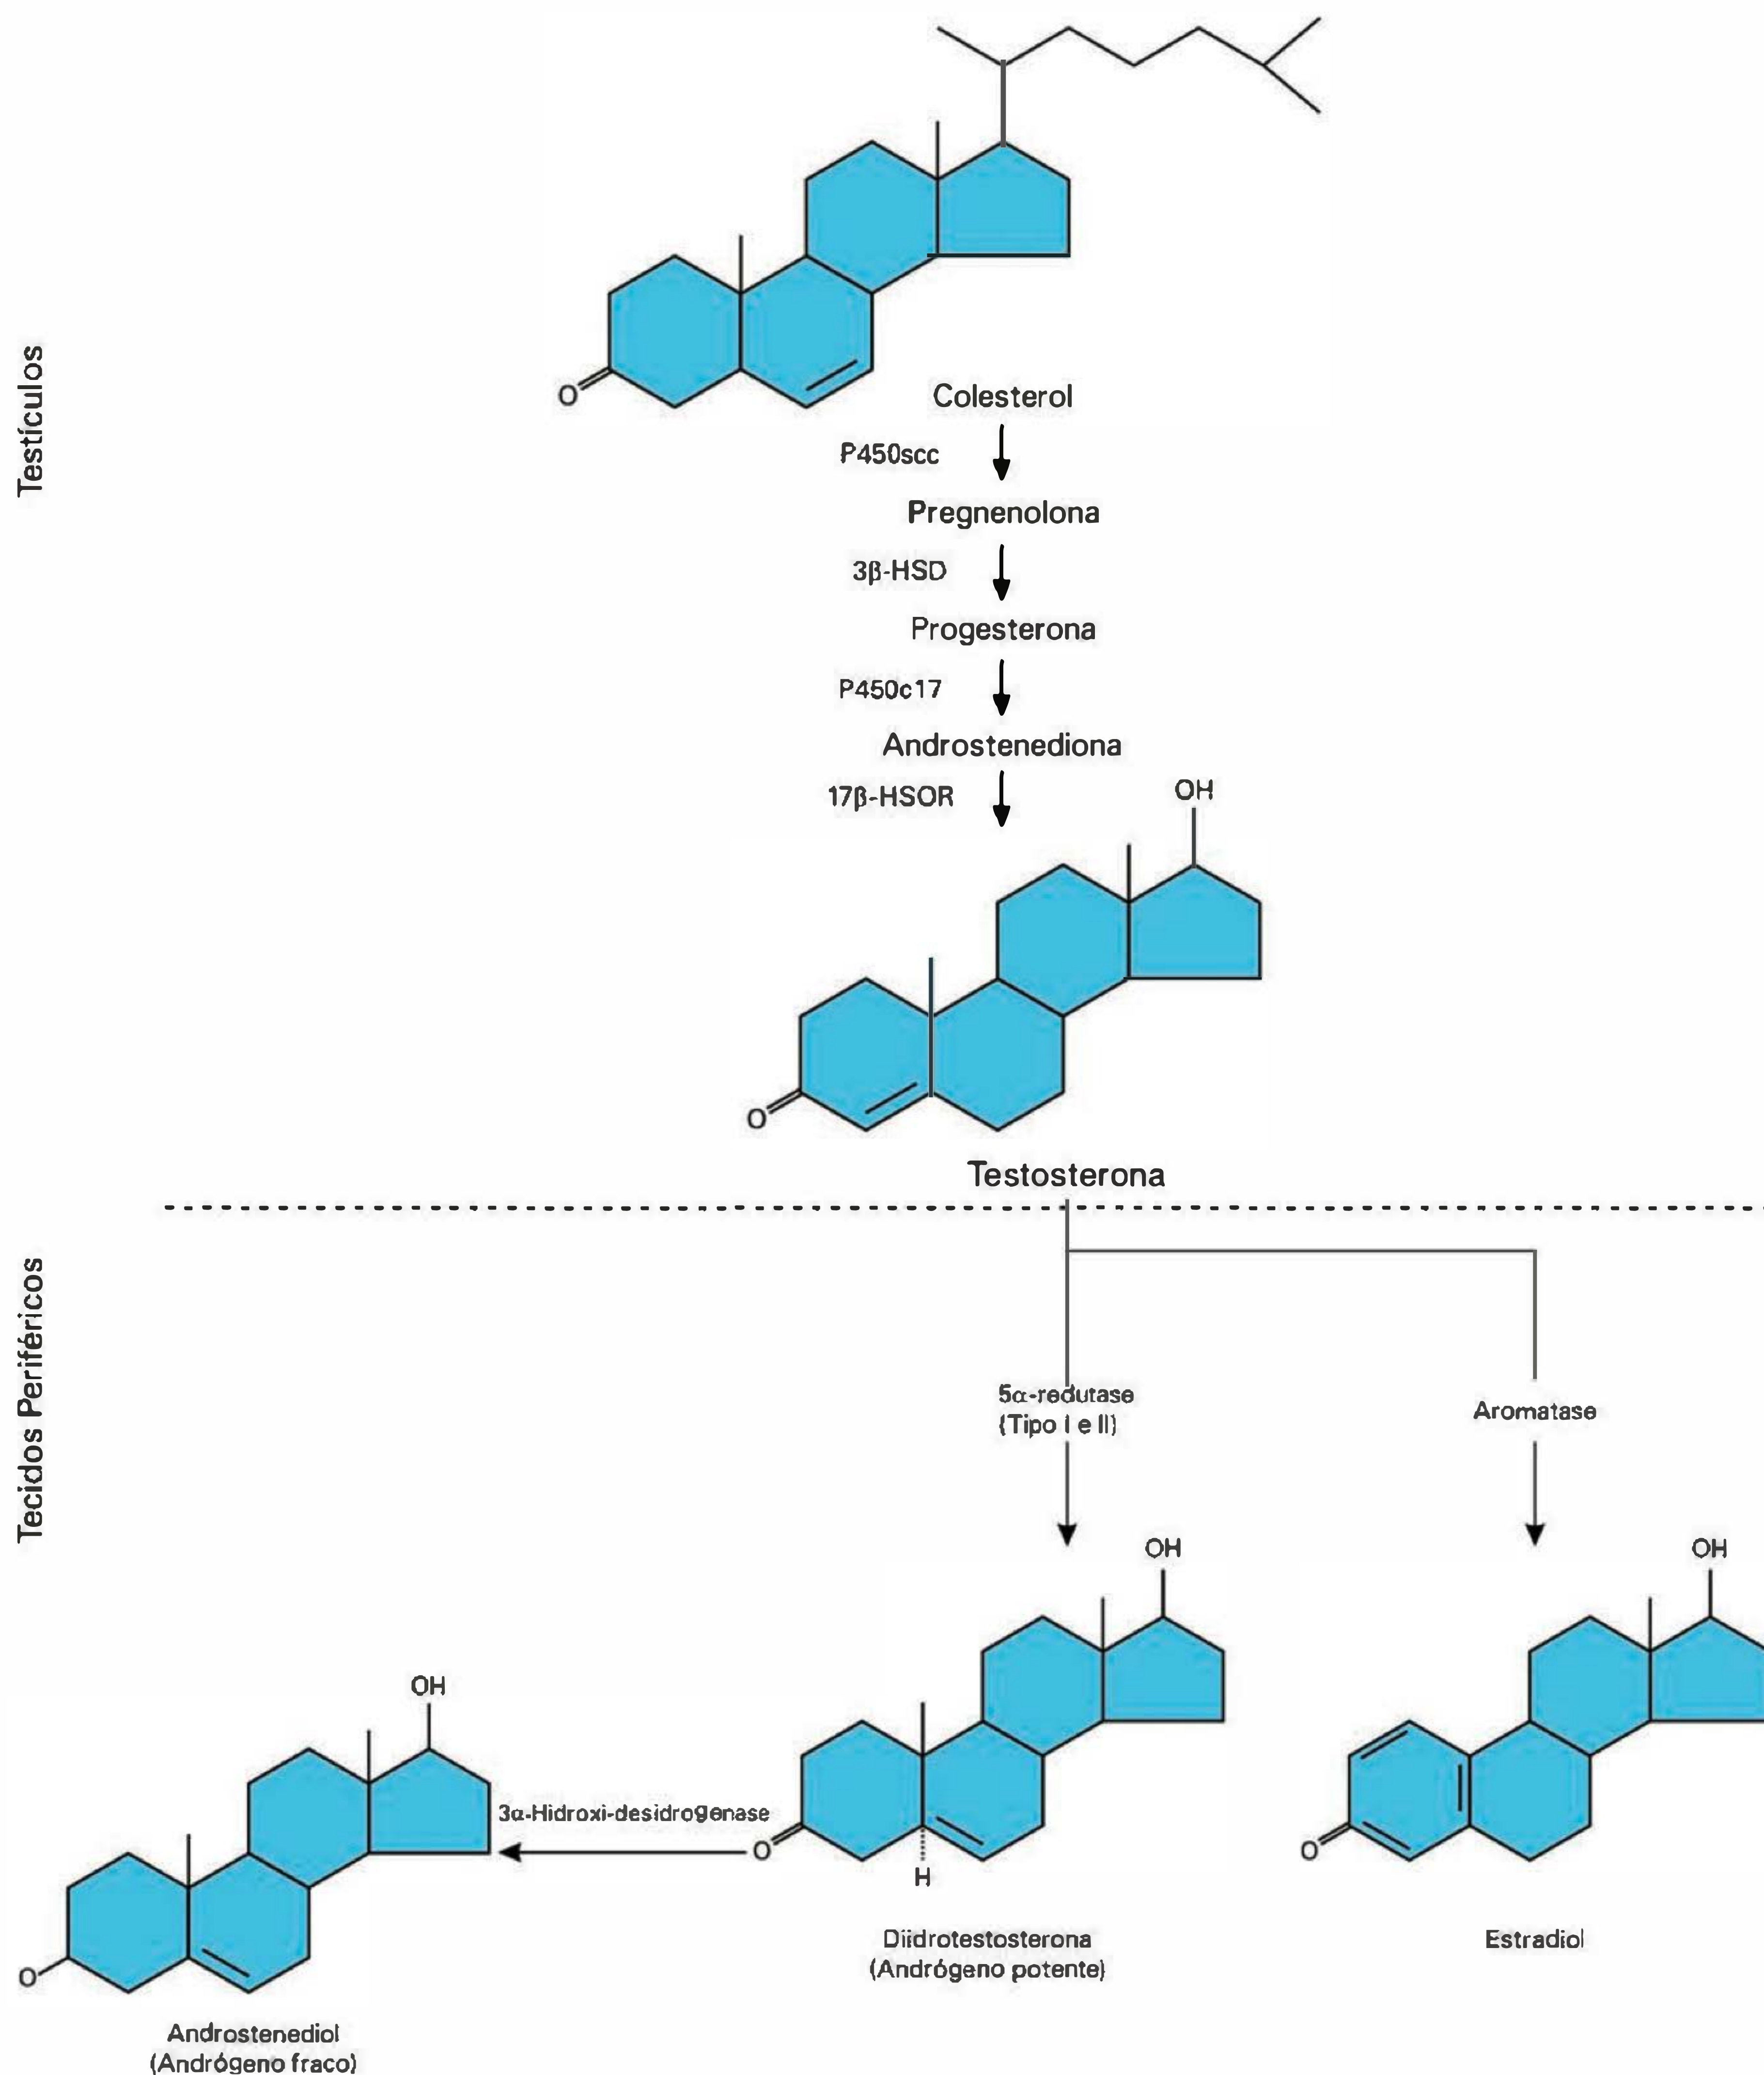 Testículos
O
Colesterol
P450scc
Pregnenolona
3β-HSD
Progesterona
P450c17
Androstenediona
17β-HSOR
OH
O
Testosterona
Tecidos Periféricos
5α-redutase
(Tipo I e II)
Aromatase
OH
OH
OH
3α-Hidroxi-desidrogenase
O
H
O
Diidrotestosterona
(Andrógeno potente)
Estradiol
O
Androstenediol
(Andrógeno fraco)